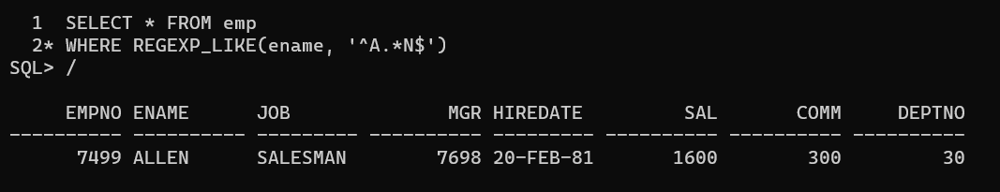 1  SELECT * FROM emp
  2* WHERE REGEXP_LIKE(ename, '^A.*N$')
SQL> /
     EMPNO ENAME      JOB              MGR HIREDATE         SAL       COMM     DEPTNO
---------- ---------- --------- ---------- --------- ---------- ---------- ----------
      7499 ALLEN      SALESMAN        7698 20-FEB-81       1600        300         30